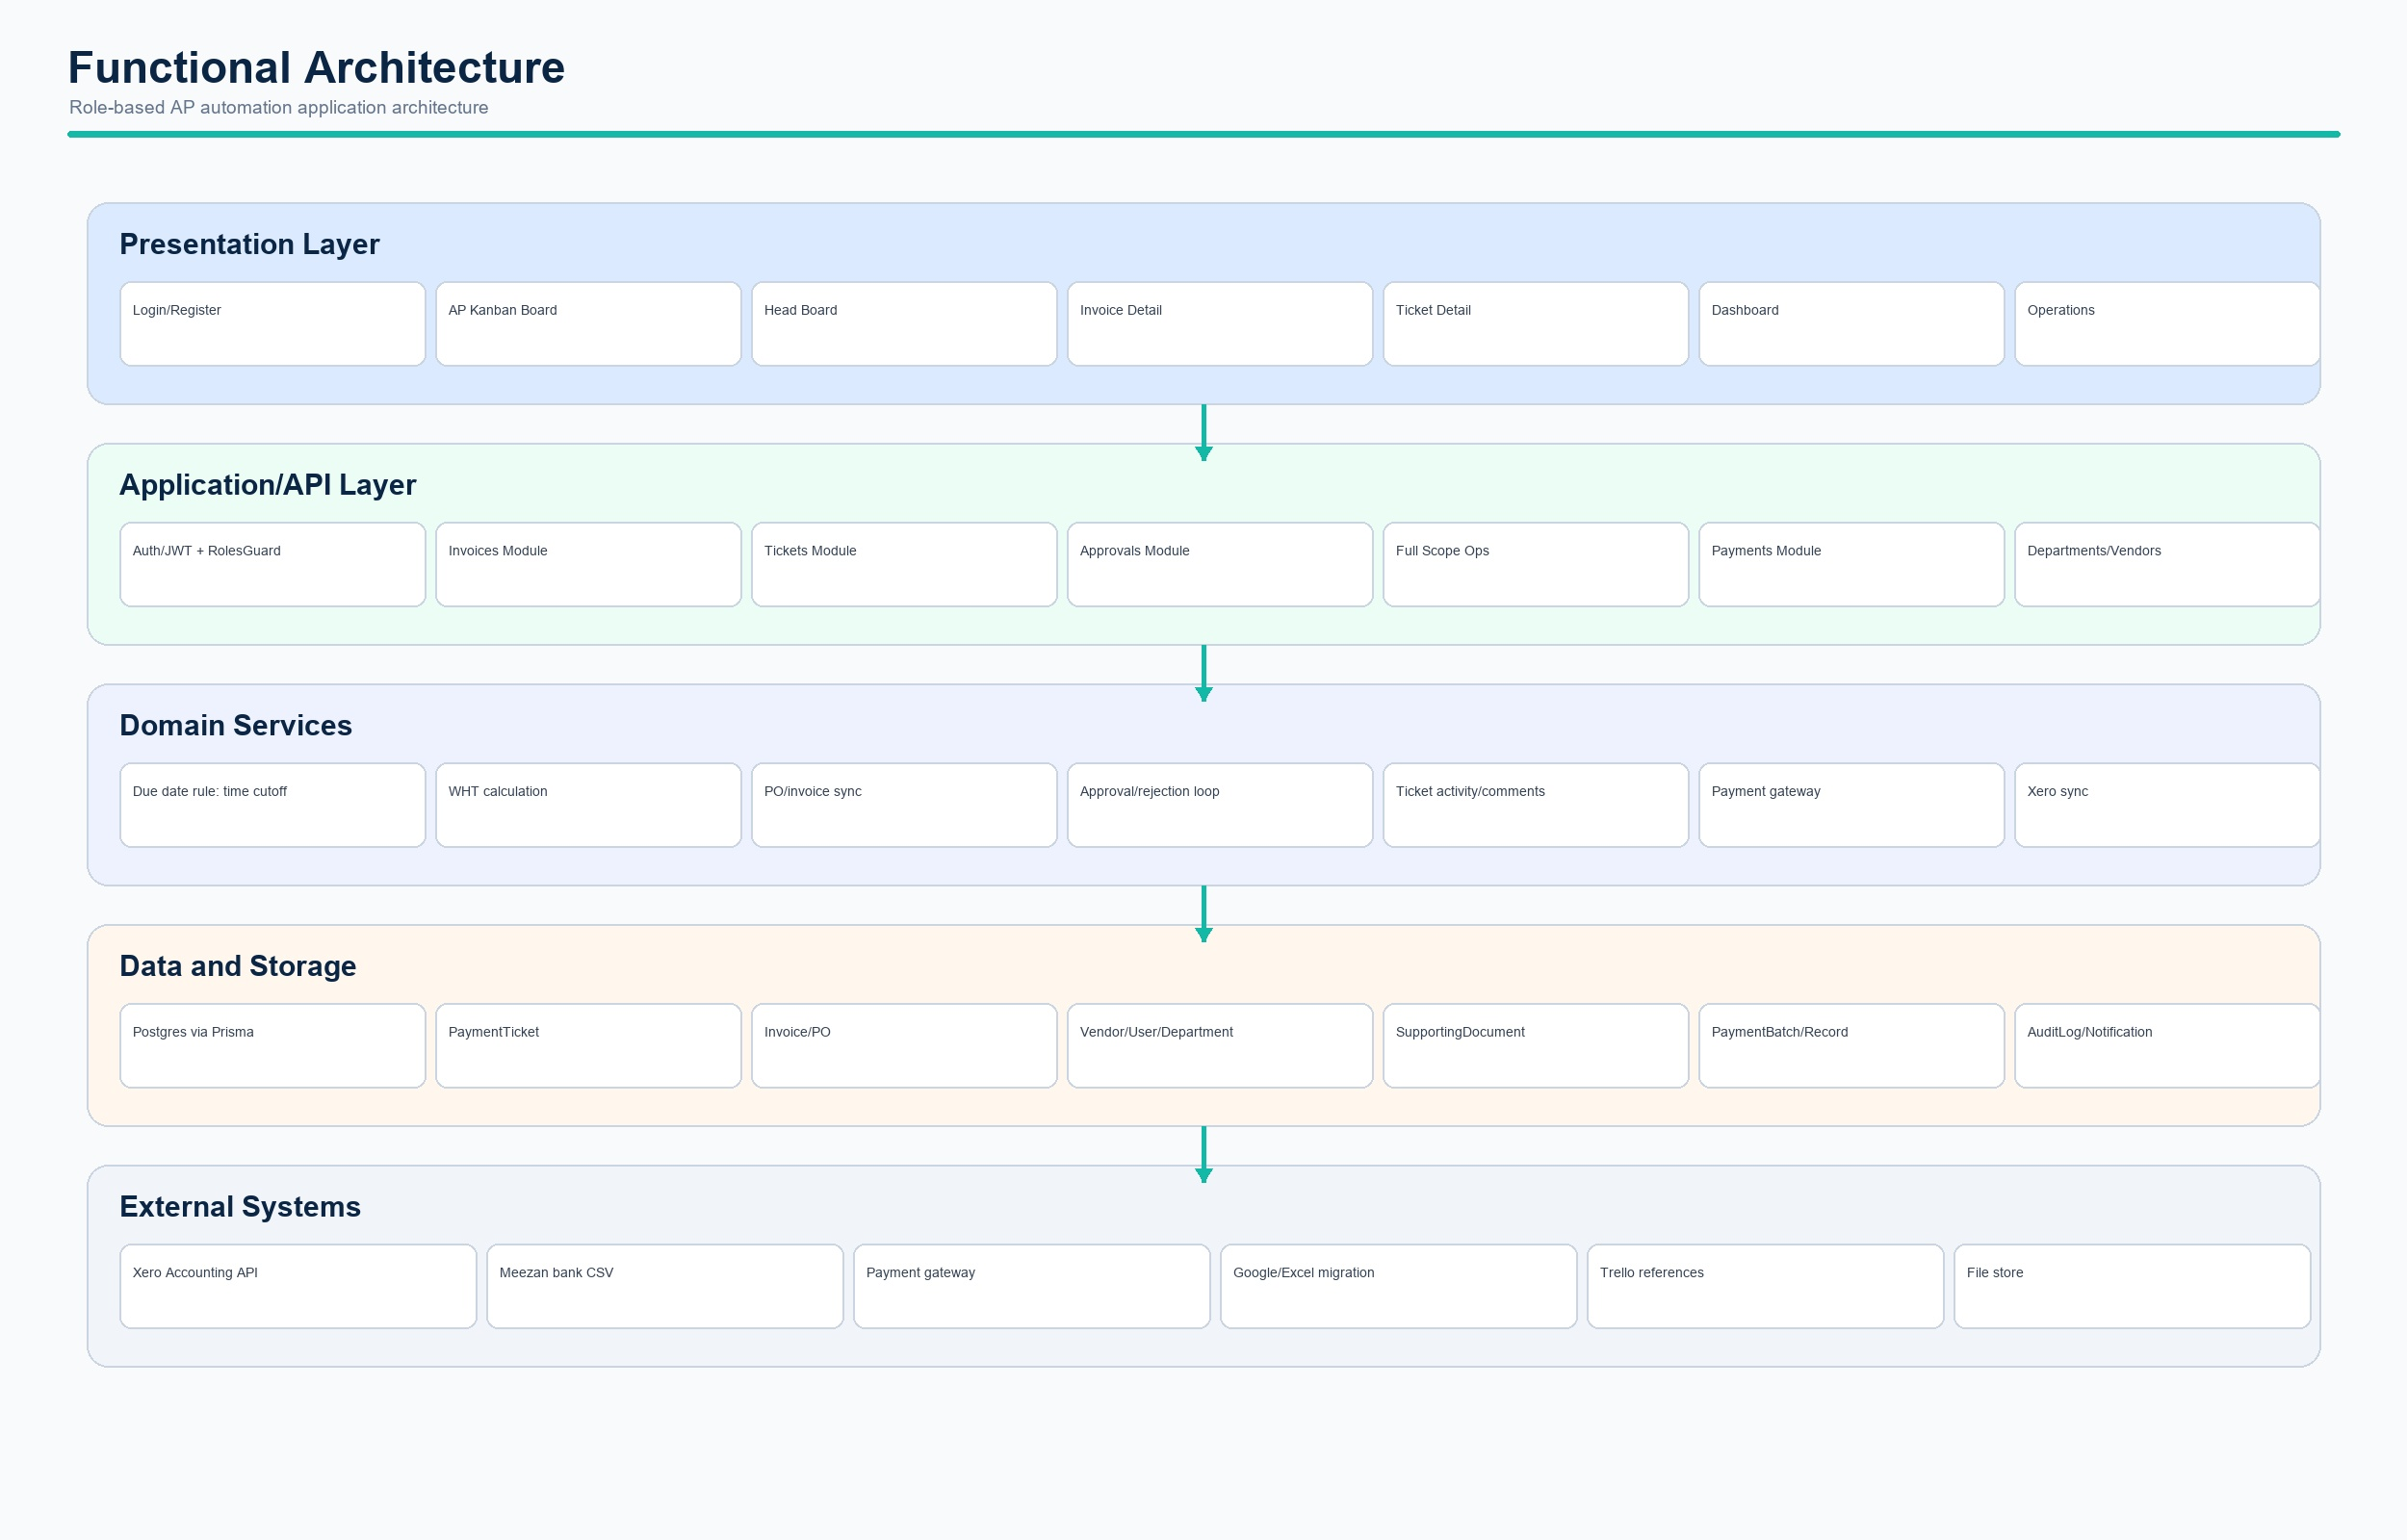 Functional Architecture
Role-based AP automation application architecture
Presentation Layer
Login/Register
AP Kanban Board
Head Board
Invoice Detail
Ticket Detail
Dashboard
Operations
Application/API Layer
Auth/JWT + RolesGuard
Invoices Module
Tickets Module
Approvals Module
Full Scope Ops
Payments Module
Departments/Vendors
Domain Services
Due date rule: time cutoff
WHT calculation
PO/invoice sync
Approval/rejection loop
Ticket activity/comments
Payment gateway
Xero sync
Data and Storage
Postgres via Prisma
PaymentTicket
Invoice/PO
Vendor/User/Department
SupportingDocument
PaymentBatch/Record
AuditLog/Notification
External Systems
Xero Accounting API
Meezan bank CSV
Payment gateway
Google/Excel migration
Trello references
File store